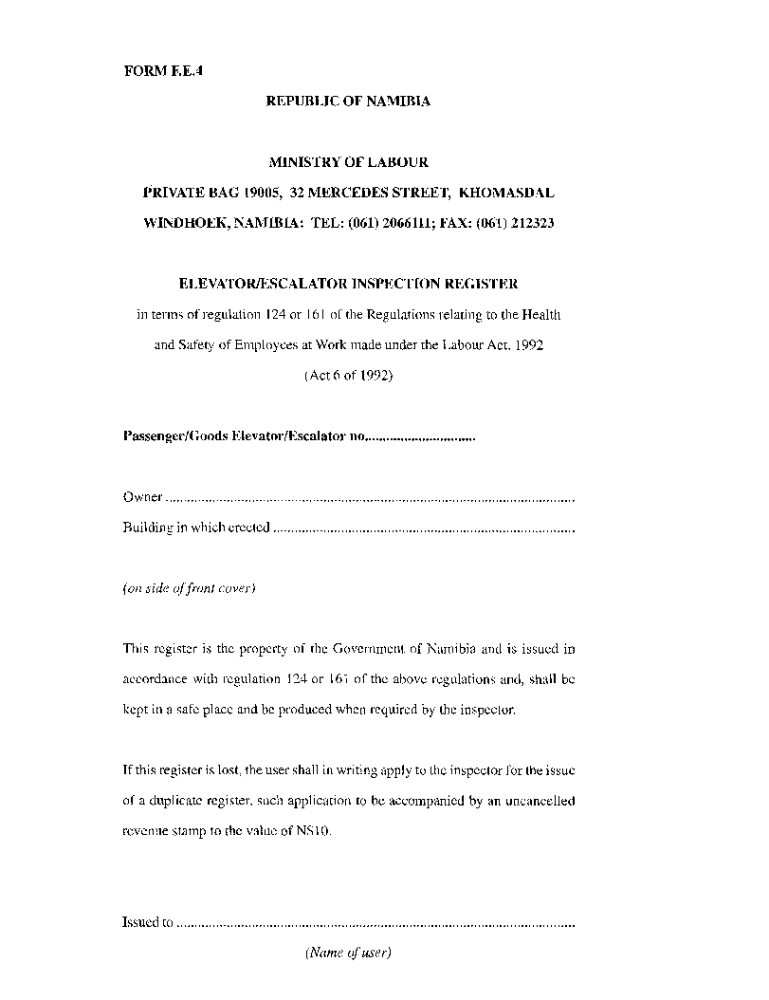 FORM F.E.4
REPUBLIC OF NAMIBIA
MINISTRY OF LABOUR
PRIVATE BAG 19005, 32 MERCEDES STREET, KHOMASDAL
WINDHOEK, NAMIBIA: TEL: (061) 2066111; FAX: (061) 212323
ELEVATOR/ESCALATOR INSPECTION REGISTER
in terms of regulation 124 or 161 of the Regulations relating to the Health
and Safety of Employees at Work made under the Labour Act, 1992
(Act 6 of 1992)
Passenger/Goods Elevator/Escalator no..............................
Owner ...................................................................................................................
Building in which erected .....................................................................................
(on side of front cover)
This register is the property of the Government of Namibia and is issued in
accordance with regulation 124 or 161 of the above regulations and, shall be
kept in a safe place and be produced when required by the inspector.
If this register is lost, the user shall in writing apply to the inspector for the issue
of a duplicate register, such application to be accompanied by an uncancelled
revenue stamp to the value of N$10.
Issued to ................................................................................................................
(Name of user)